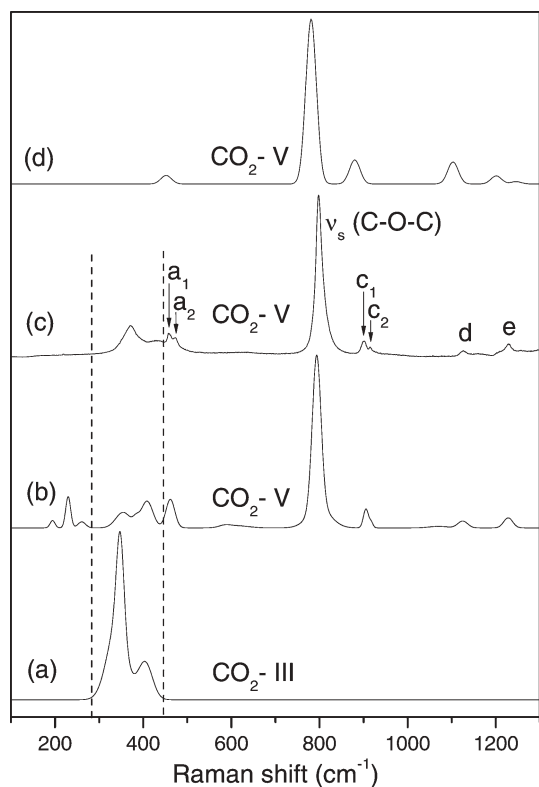 (d) CO₂- V
νₛ (C-O-C)
a₁
a₂
c₁
c₂
(c) CO₂- V d e
(b) CO₂- V
(a) CO₂- III
200 400 600 800 1000 1200
Raman shift (cm⁻¹)